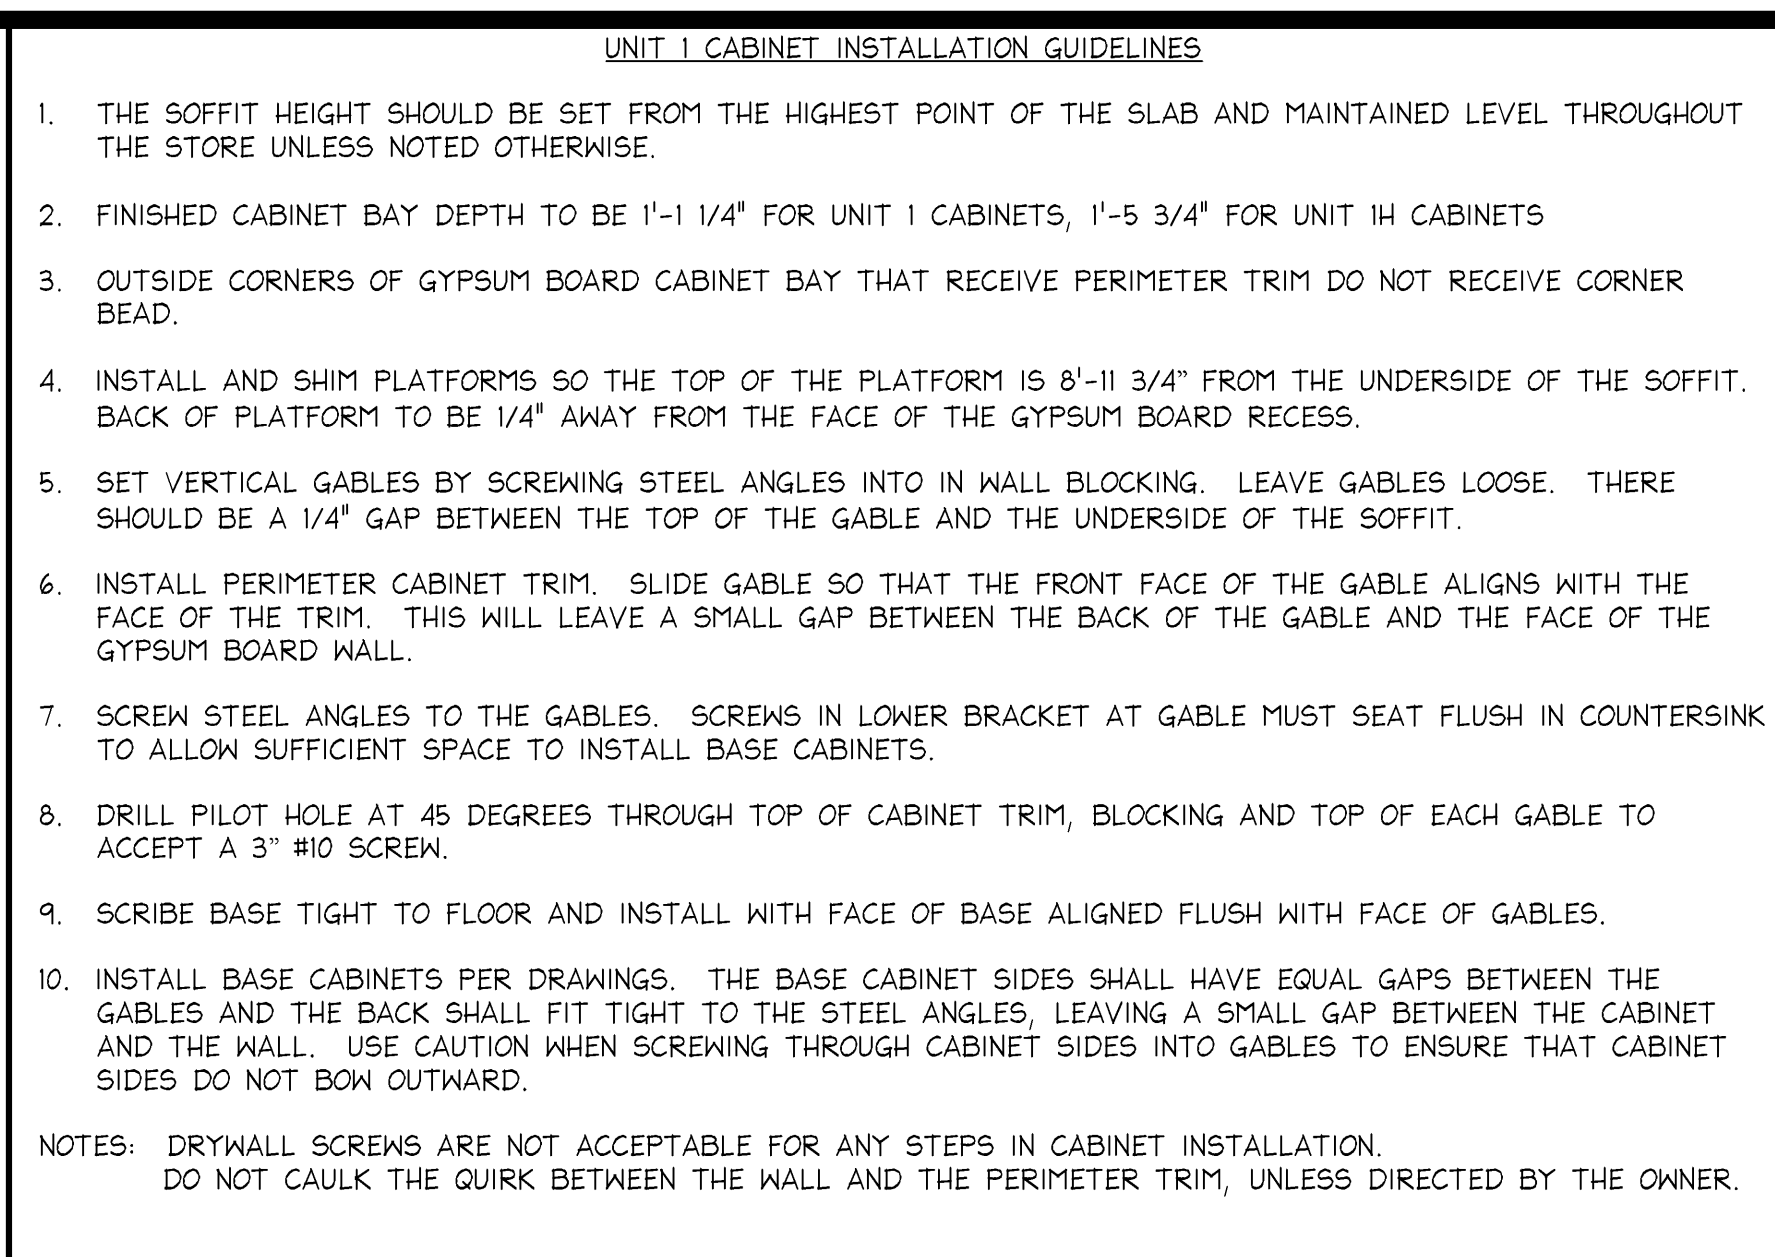 UNIT 1 CABINET INSTALLATION GUIDELINES
1. THE SOFFIT HEIGHT SHOULD BE SET FROM THE HIGHEST POINT OF THE SLAB AND MAINTAINED LEVEL THROUGHOUT
THE STORE UNLESS NOTED OTHERWISE.
2. FINISHED CABINET BAY DEPTH TO BE 1'-1 1/4" FOR UNIT 1 CABINETS, 1'-5 3/4" FOR UNIT 1H CABINETS
3. OUTSIDE CORNERS OF GYPSUM BOARD CABINET BAY THAT RECEIVE PERIMETER TRIM DO NOT RECEIVE CORNER
BEAD.
4. INSTALL AND SHIM PLATFORMS SO THE TOP OF THE PLATFORM IS 8'-11 3/4” FROM THE UNDERSIDE OF THE SOFFIT.
BACK OF PLATFORM TO BE 1/4" AWAY FROM THE FACE OF THE GYPSUM BOARD RECESS.
5. SET VERTICAL GABLES BY SCREWING STEEL ANGLES INTO IN WALL BLOCKING. LEAVE GABLES LOOSE. THERE
SHOULD BE A 1/4" GAP BETWEEN THE TOP OF THE GABLE AND THE UNDERSIDE OF THE SOFFIT.
6. INSTALL PERIMETER CABINET TRIM. SLIDE GABLE SO THAT THE FRONT FACE OF THE GABLE ALIGNS WITH THE
FACE OF THE TRIM. THIS WILL LEAVE A SMALL GAP BETWEEN THE BACK OF THE GABLE AND THE FACE OF THE
GYPSUM BOARD WALL.
7. SCREW STEEL ANGLES TO THE GABLES. SCREWS IN LOWER BRACKET AT GABLE MUST SEAT FLUSH IN COUNTERSINK
TO ALLOW SUFFICIENT SPACE TO INSTALL BASE CABINETS.
8. DRILL PILOT HOLE AT 45 DEGREES THROUGH TOP OF CABINET TRIM, BLOCKING AND TOP OF EACH GABLE TO
ACCEPT A 3” #10 SCREW.
9. SCRIBE BASE TIGHT TO FLOOR AND INSTALL WITH FACE OF BASE ALIGNED FLUSH WITH FACE OF GABLES.
10. INSTALL BASE CABINETS PER DRAWINGS. THE BASE CABINET SIDES SHALL HAVE EQUAL GAPS BETWEEN THE
GABLES AND THE BACK SHALL FIT TIGHT TO THE STEEL ANGLES, LEAVING A SMALL GAP BETWEEN THE CABINET
AND THE WALL. USE CAUTION WHEN SCREWING THROUGH CABINET SIDES INTO GABLES TO ENSURE THAT CABINET
SIDES DO NOT BOW OUTWARD.
NOTES: DRYWALL SCREWS ARE NOT ACCEPTABLE FOR ANY STEPS IN CABINET INSTALLATION.
DO NOT CAULK THE QUIRK BETWEEN THE WALL AND THE PERIMETER TRIM, UNLESS DIRECTED BY THE OWNER.